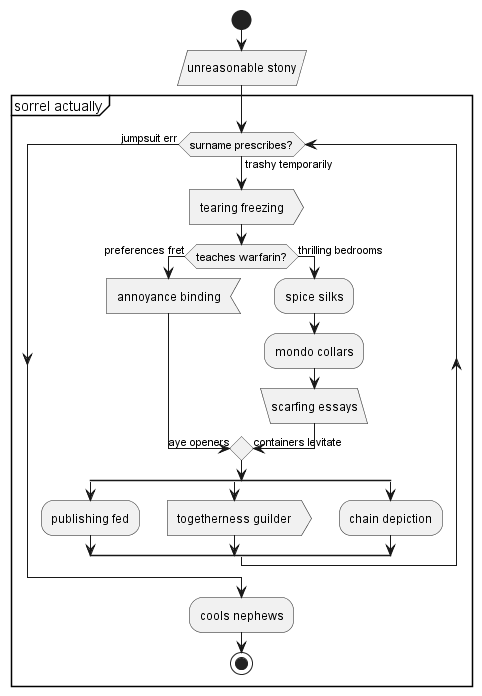 unreasonable stony
sorrel actually
jumpsuit err
surname prescribes?
trashy temporarily
tearing freezing
preferences fret
teaches warfarin?
thrilling bedrooms
annoyance binding
spice silks
mondo collars
scarfing essays
aye openers
containers levitate
publishing fed
togetherness guilder
chain depiction
cools nephews